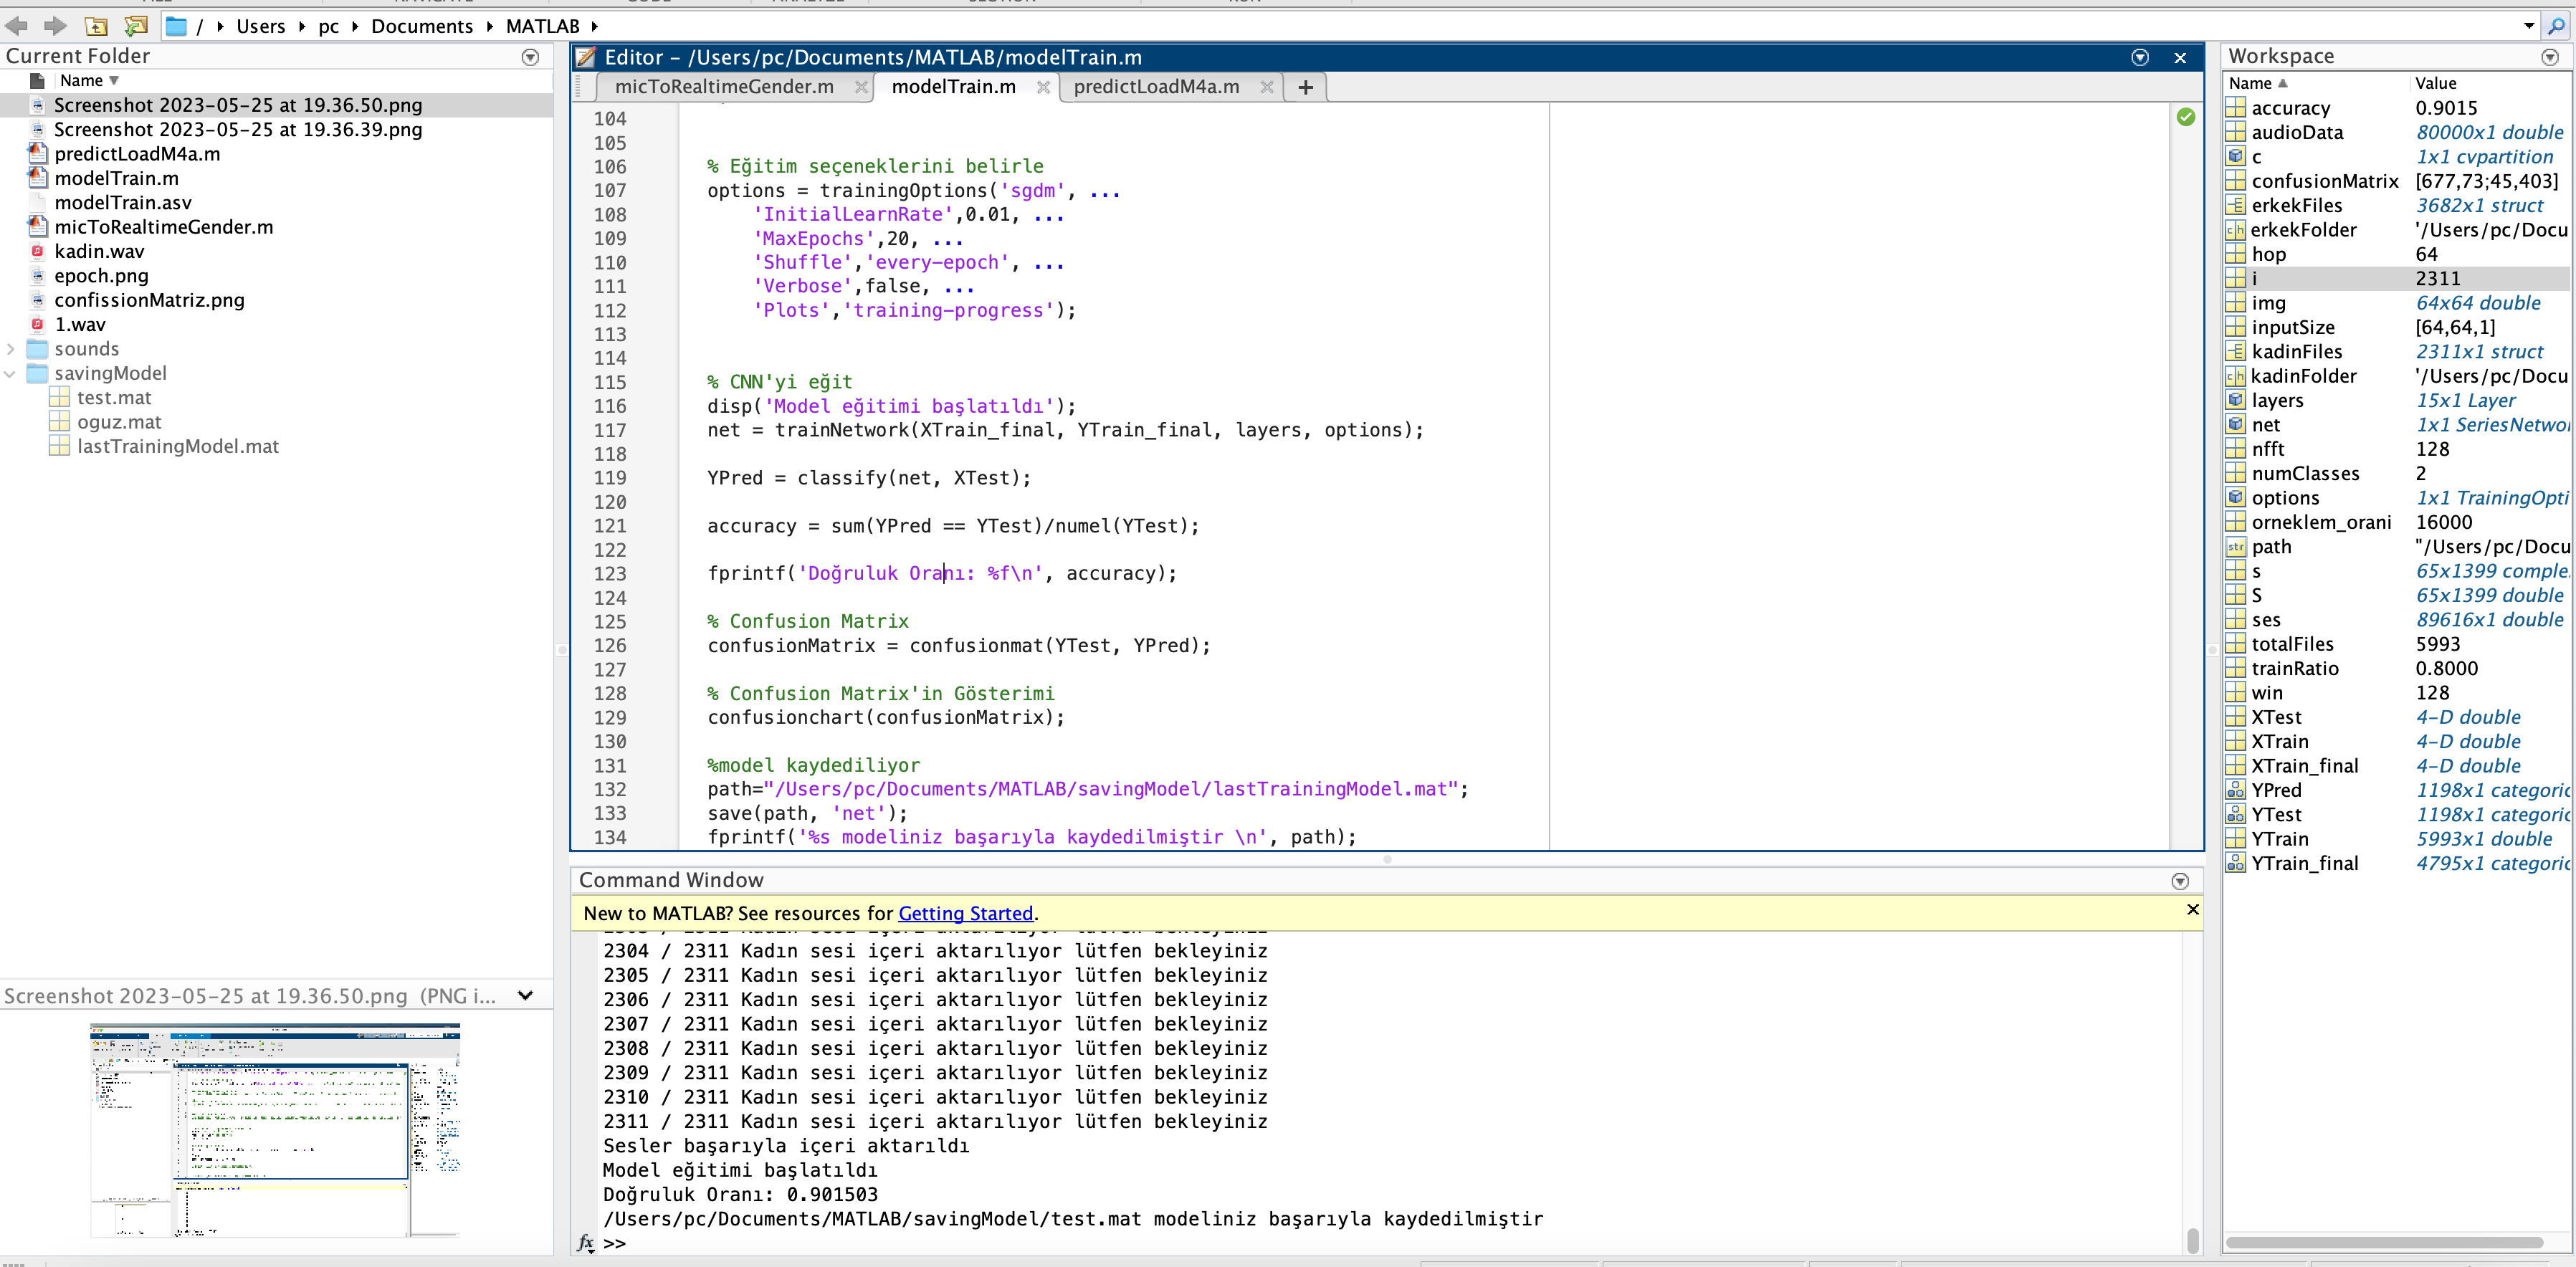 / ▸ Users ▸ pc ▸ Documents ▸ MATLAB ▸
Current Folder
Name ▼
Screenshot 2023-05-25 at 19.36.50.png
Screenshot 2023-05-25 at 19.36.39.png
predictLoadM4a.m
modelTrain.m
modelTrain.asv
micToRealtimeGender.m
kadin.wav
epoch.png
confissionMatriz.png
1.wav
sounds
savingModel
test.mat
oguz.mat
lastTrainingModel.mat
Screenshot 2023-05-25 at 19.36.50.png (PNG i...
Editor – /Users/pc/Documents/MATLAB/modelTrain.m
micToRealtimeGender.m modelTrain.m predictLoadM4a.m +
104
105
106 % Eğitim seçeneklerini belirle
107 options = trainingOptions('sgdm', ...
108 'InitialLearnRate',0.01, ...
109 'MaxEpochs',20, ...
110 'Shuffle','every-epoch', ...
111 'Verbose',false, ...
112 'Plots','training-progress');
113
114
115 % CNN'yi eğit
116 disp('Model eğitimi başlatıldı');
117 net = trainNetwork(XTrain_final, YTrain_final, layers, options);
118
119 YPred = classify(net, XTest);
120
121 accuracy = sum(YPred == YTest)/numel(YTest);
122
123 fprintf('Doğruluk Oranı: %f\n', accuracy);
124
125 % Confusion Matrix
126 confusionMatrix = confusionmat(YTest, YPred);
127
128 % Confusion Matrix'in Gösterimi
129 confusionchart(confusionMatrix);
130
131 %model kaydediliyor
132 path="/Users/pc/Documents/MATLAB/savingModel/lastTrainingModel.mat";
133 save(path, 'net');
134 fprintf('%s modeliniz başarıyla kaydedilmiştir \n', path);
Command Window
New to MATLAB? See resources for Getting Started.
2304 / 2311 Kadın sesi içeri aktarılıyor lütfen bekleyiniz
2305 / 2311 Kadın sesi içeri aktarılıyor lütfen bekleyiniz
2306 / 2311 Kadın sesi içeri aktarılıyor lütfen bekleyiniz
2307 / 2311 Kadın sesi içeri aktarılıyor lütfen bekleyiniz
2308 / 2311 Kadın sesi içeri aktarılıyor lütfen bekleyiniz
2309 / 2311 Kadın sesi içeri aktarılıyor lütfen bekleyiniz
2310 / 2311 Kadın sesi içeri aktarılıyor lütfen bekleyiniz
2311 / 2311 Kadın sesi içeri aktarılıyor lütfen bekleyiniz
Sesler başarıyla içeri aktarıldı
Model eğitimi başlatıldı
Doğruluk Oranı: 0.901503
/Users/pc/Documents/MATLAB/savingModel/test.mat modeliniz başarıyla kaydedilmiştir
fx >>
Workspace
Name ▲ Value
accuracy 0.9015
audioData 80000x1 double
c 1x1 cvpartition
confusionMatrix [677,73;45,403]
erkekFiles 3682x1 struct
erkekFolder '/Users/pc/Docu
hop 64
i 2311
img 64x64 double
inputSize [64,64,1]
kadinFiles 2311x1 struct
kadinFolder '/Users/pc/Docu
layers 15x1 Layer
net 1x1 SeriesNetwo
nfft 128
numClasses 2
options 1x1 TrainingOpti
orneklem_orani 16000
path "/Users/pc/Docu
s 65x1399 comple
S 65x1399 double
ses 89616x1 double
totalFiles 5993
trainRatio 0.8000
win 128
XTest 4-D double
XTrain 4-D double
XTrain_final 4-D double
YPred 1198x1 categoric
YTest 1198x1 categoric
YTrain 5993x1 double
YTrain_final 4795x1 categoric